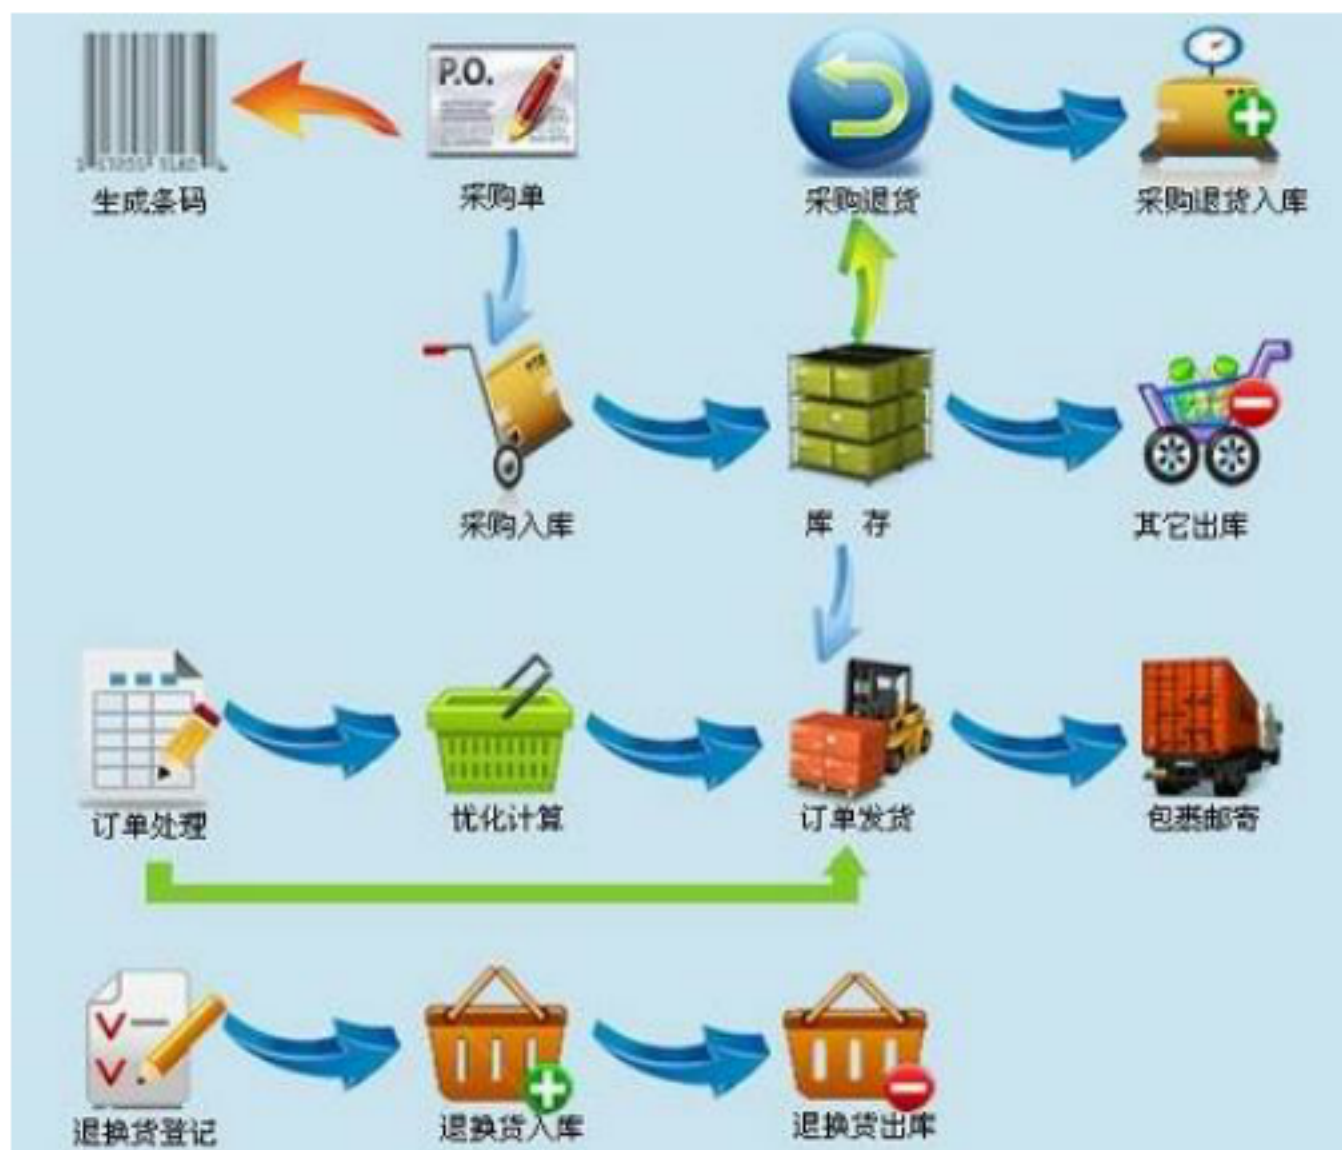 P.O.
生成条码
采购单
采购退货
采购退货入库
采购入库
库 存
其它出库
订单处理
优化计算
订单发货
包裹邮寄
退换货登记
退换货入库
退换货出库